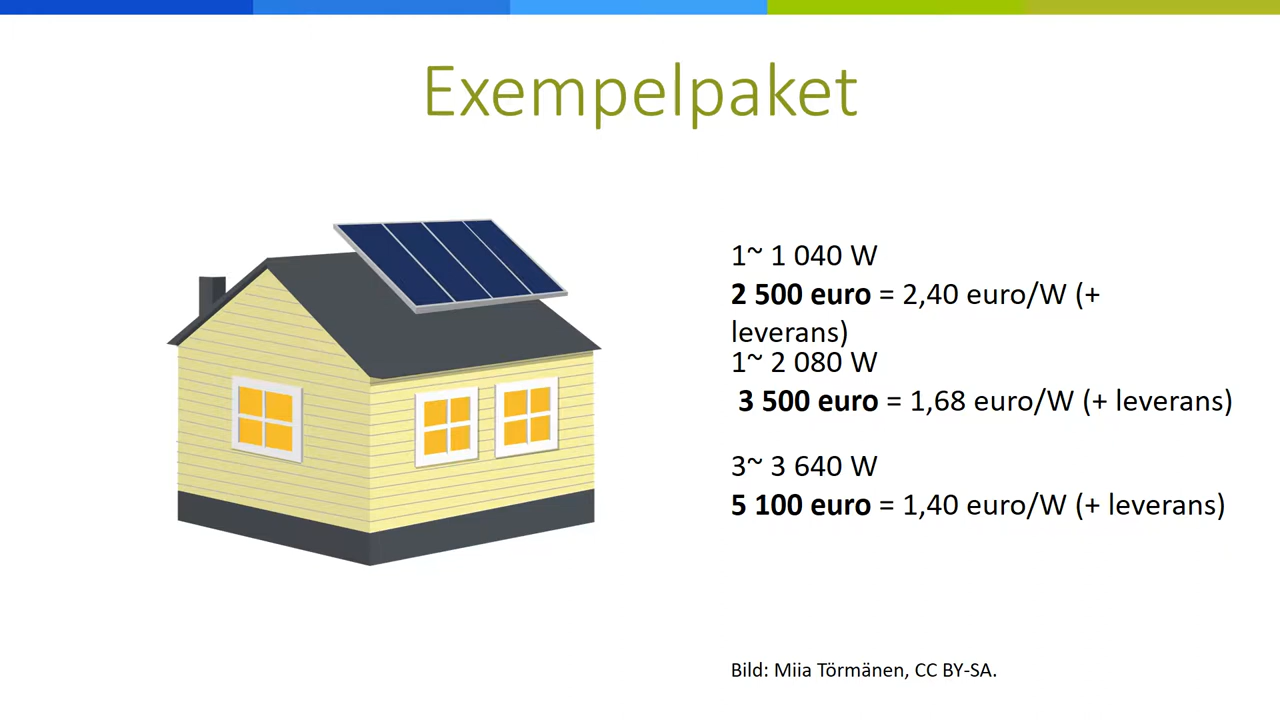 Exempelpaket
1~ 1 040 W
2 500 euro = 2,40 euro/W (+
leverans)
1~ 2 080 W
3 500 euro = 1,68 euro/W (+ leverans)
3~ 3 640 W
5 100 euro = 1,40 euro/W (+ leverans)
Bild: Miia Törmänen, CC BY-SA.